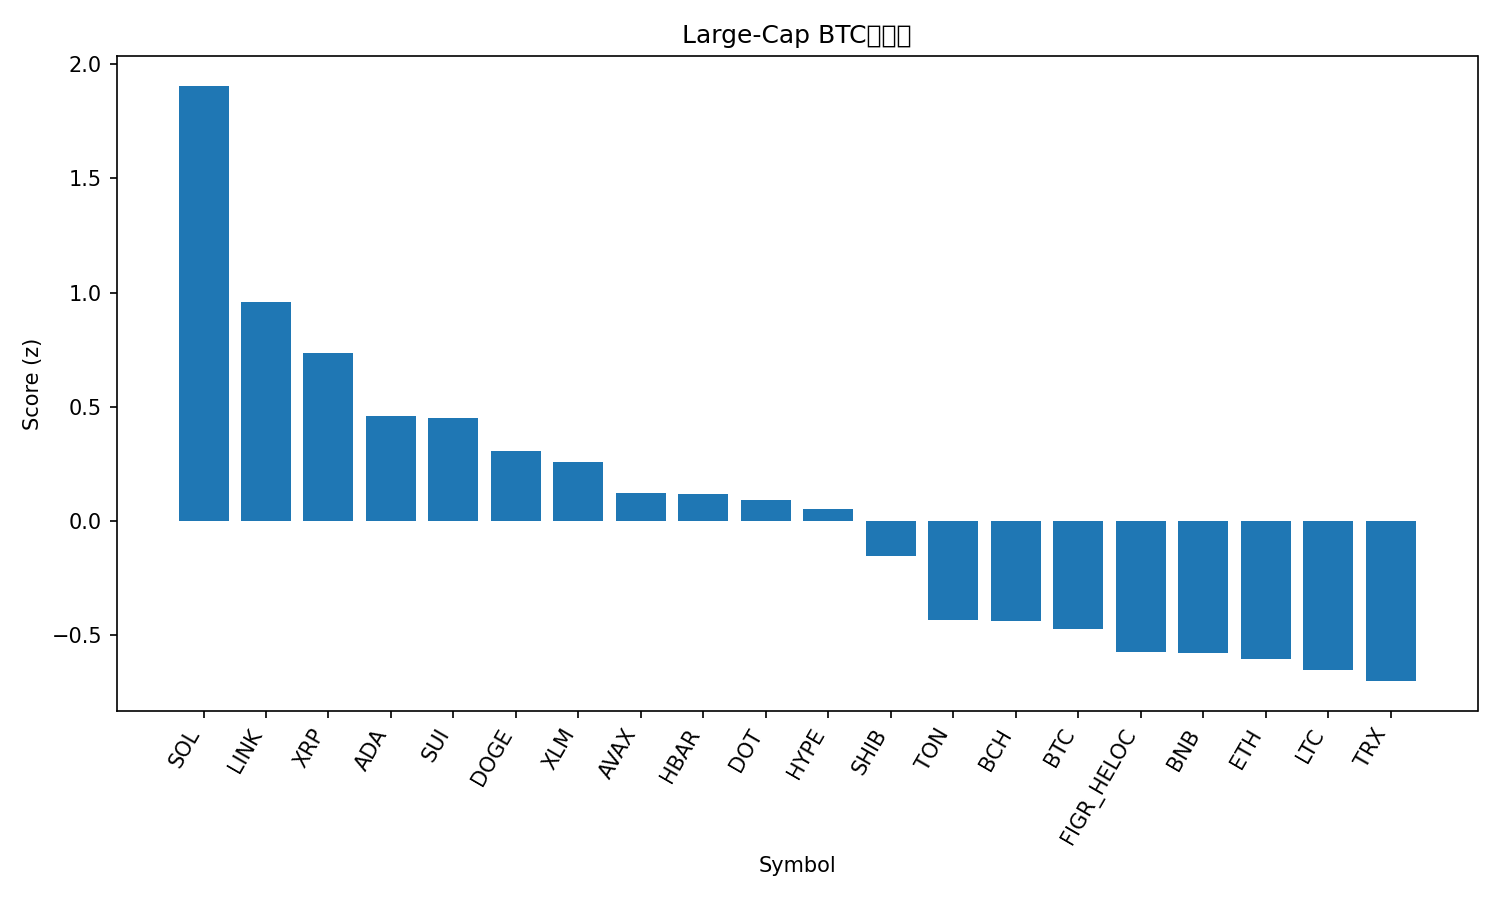 Large-Cap BTC
2.0
1.5
1.0
0.5
0.0
−0.5
Score (z)
SOL
LINK
XRP
ADA
SUI
DOGE
XLM
AVAX
HBAR
DOT
HYPE
SHIB
TON
BCH
BTC
FIGR_HELOC
BNB
ETH
LTC
TRX
Symbol